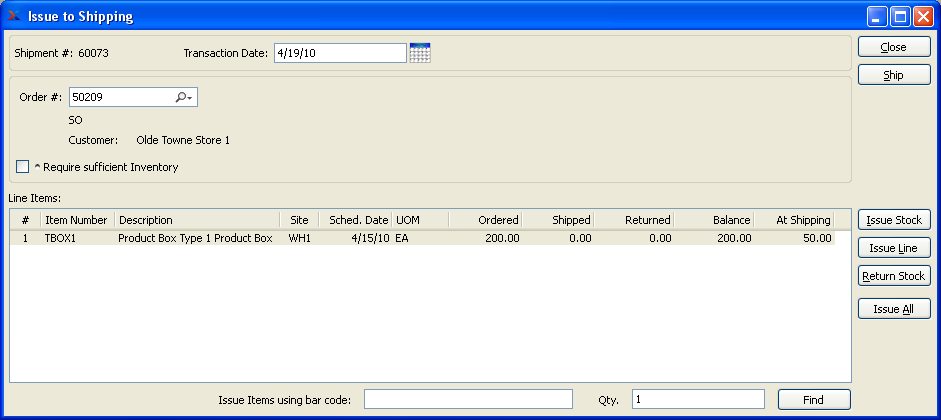 Issue to Shipping
Shipment #: 60073 Transaction Date: 4/19/10 Close
Ship
Order #: 50209
SO
Customer: Olde Towne Store 1
^ Require sufficient Inventory
Line Items:
# Item Number Description Site Sched. Date UOM Ordered Shipped Returned Balance At Shipping Issue Stock
1 TBOX1 Product Box Type 1 Product Box WH1 4/15/10 EA 200.00 0.00 0.00 200.00 50.00
Issue Line
Return Stock
Issue All
Issue Items using bar code: Qty. 1 Find